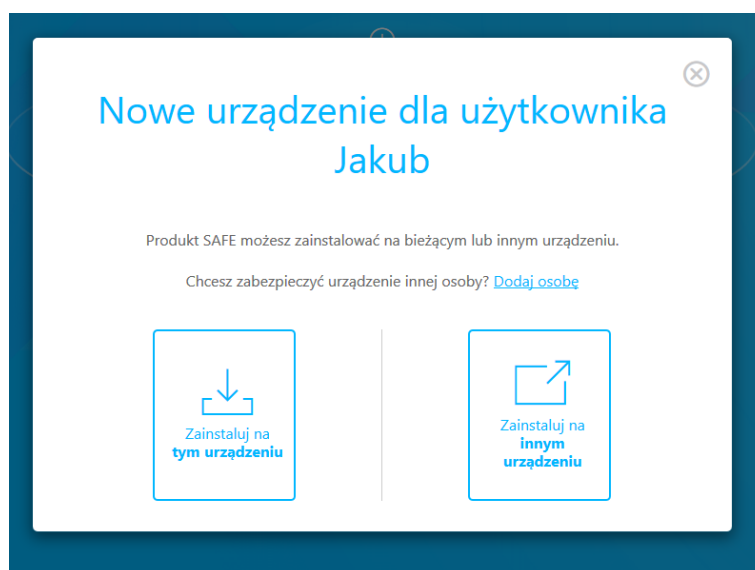 Nowe urządzenie dla użytkownika
Jakub
Produkt SAFE możesz zainstalować na bieżącym lub innym urządzeniu.
Chcesz zabezpieczyć urządzenie innej osoby? Dodaj osobę
Zainstaluj na
tym urządzeniu
Zainstaluj na
innym
urządzeniu